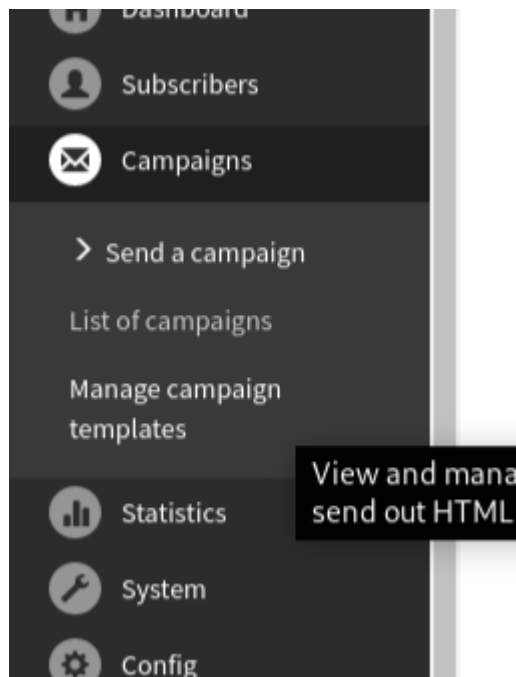 Dashboard
Subscribers
Campaigns
Send a campaign
List of campaigns
Manage campaign
templates
View and mana
send out HTML
Statistics
System
Config